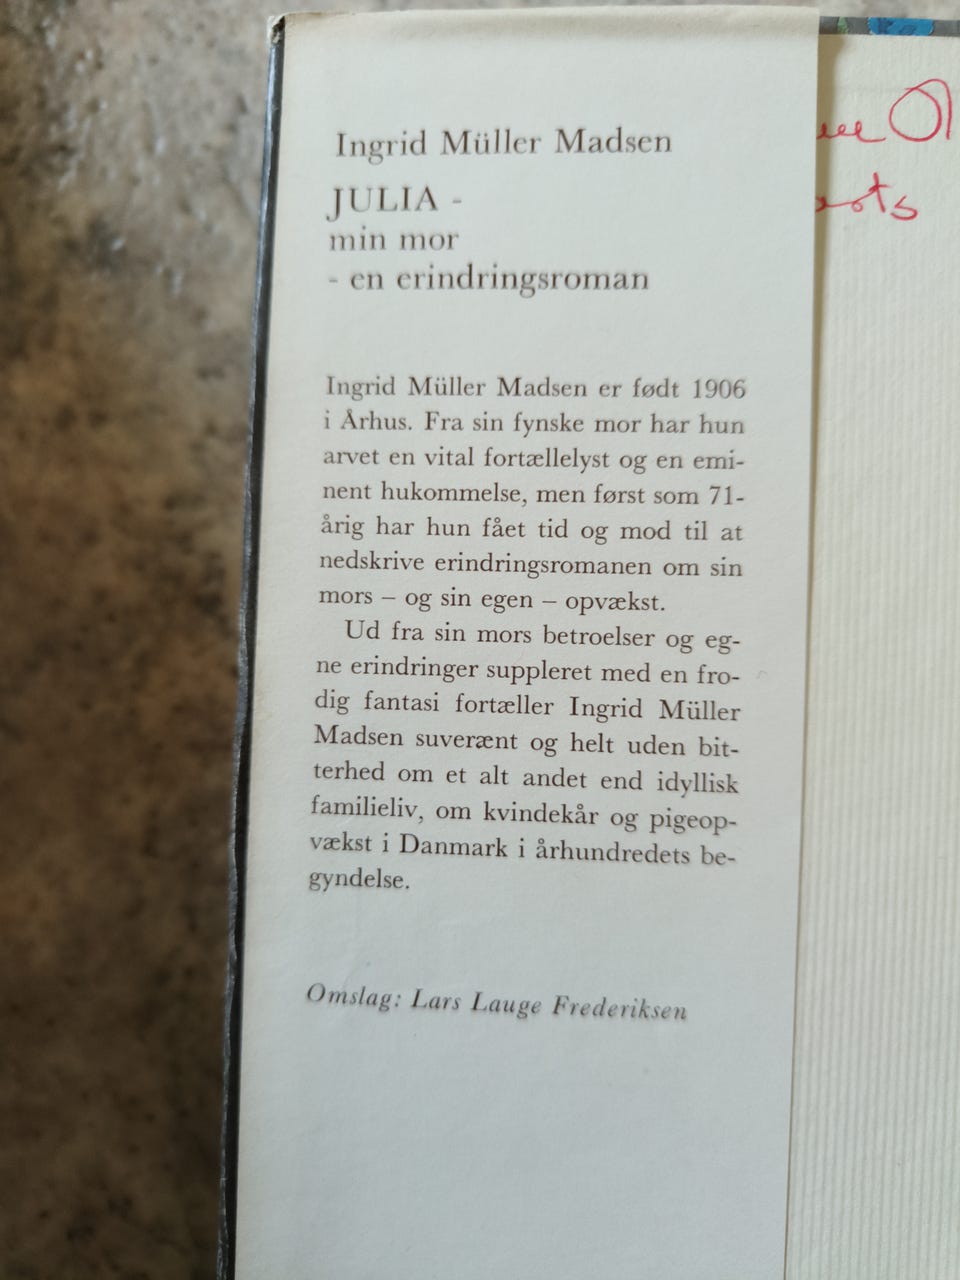 Ingrid Müller Madsen
JULIA -
min mor
- en erindringsroman
Ingrid Müller Madsen er født 1906
i Århus. Fra sin fynske mor har hun
arvet en vital fortællelyst og en emi-
nent hukommelse, men først som 71-
årig har hun fået tid og mod til at
nedskrive erindringsromanen om sin
mors – og sin egen – opvækst.
Ud fra sin mors betroelser og eg-
ne erindringer suppleret med en fro-
dig fantasi fortæller Ingrid Müller
Madsen suverænt og helt uden bit-
terhed om et alt andet end idyllisk
familieliv, om kvindekår og pigeop-
vækst i Danmark i århundredets be-
gyndelse.
Omslag: Lars Lauge Frederiksen